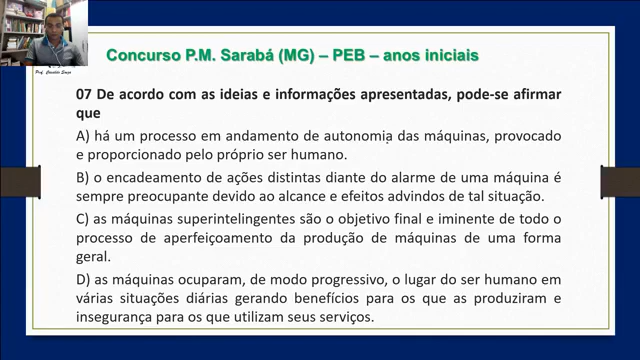 Concurso P.M. Sarabá (MG) – PEB – anos iniciais
07 De acordo com as ideias e informações apresentadas, pode-se afirmar
que
A) há um processo em andamento de autonomia das máquinas, provocado
e proporcionado pelo próprio ser humano.
B) o encadeamento de ações distintas diante do alarme de uma máquina é
sempre preocupante devido ao alcance e efeitos advindos de tal situação.
C) as máquinas superintelingentes são o objetivo final e iminente de todo o
processo de aperfeiçoamento da produção de máquinas de uma forma
geral.
D) as máquinas ocuparam, de modo progressivo, o lugar do ser humano em
várias situações diárias gerando benefícios para os que as produziram e
insegurança para os que utilizam seus serviços.